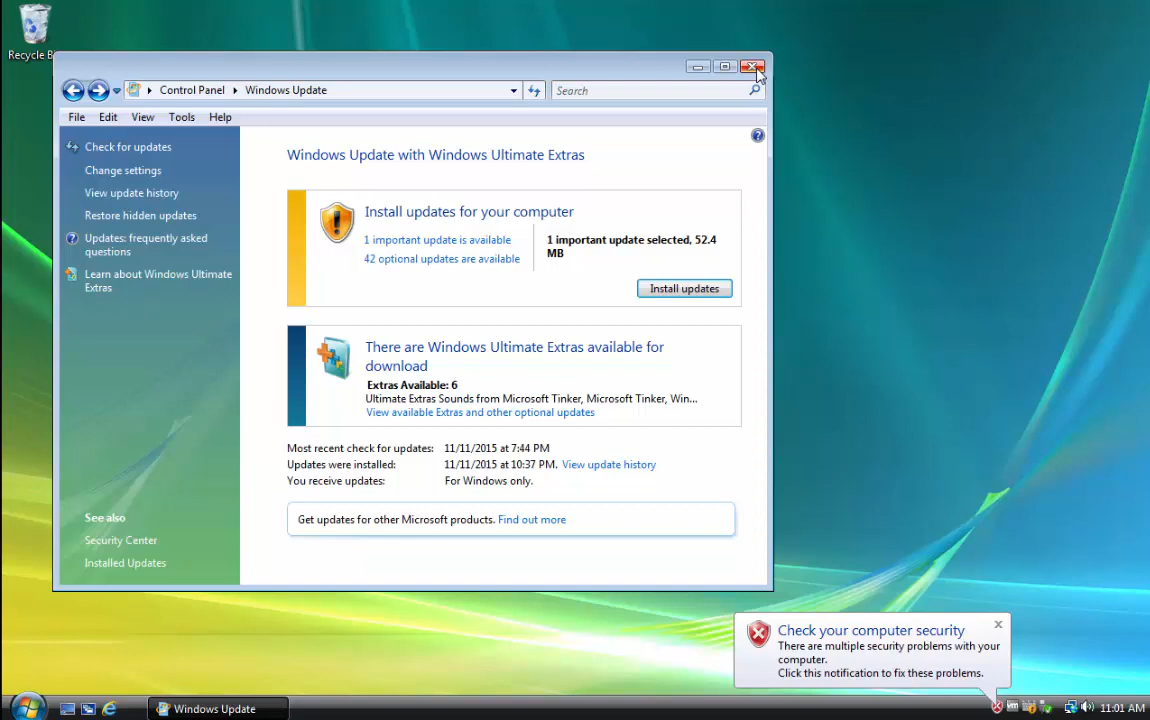 Recycle B
Control Panel
Windows Update
Search
File
Edit
View
Tools
Help
Check for updates
Change settings
View update history
Restore hidden updates
Updates: frequently asked
questions
Learn about Windows Ultimate
Extras
See also
Security Center
Installed Updates
Windows Update with Windows Ultimate Extras
Install updates for your computer
1 important update is available
42 optional updates are available
1 important update selected, 52.4
MB
Install updates
There are Windows Ultimate Extras available for
download
Extras Available: 6
Ultimate Extras Sounds from Microsoft Tinker, Microsoft Tinker, Win...
View available Extras and other optional updates
Most recent check for updates: 11/11/2015 at 7:44 PM
Updates were installed: 11/11/2015 at 10:37 PM. View update history
You receive updates: For Windows only.
Get updates for other Microsoft products. Find out more
Check your computer security
There are multiple security problems with your
computer.
Click this notification to fix these problems.
Windows Update
vm
11:01 AM